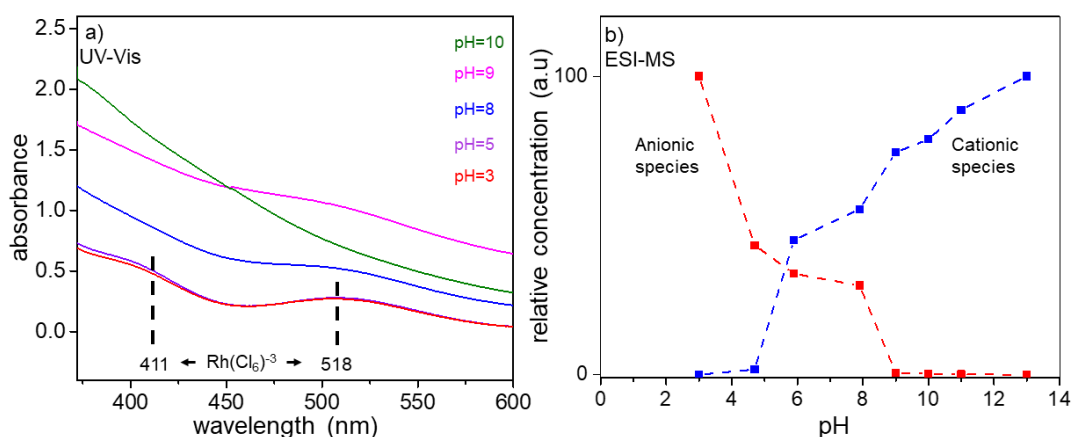 a)
UV-Vis
pH=10
pH=9
pH=8
pH=5
pH=3
2.5
2.0
1.5
1.0
0.5
0.0
absorbance
411 ← Rh(Cl₆)⁻³ → 518
400 450 500 550 600
wavelength (nm)
b)
ESI-MS
100
0
relative concentration (a.u)
Anionic
species
Cationic
species
0 2 4 6 8 10 12 14
pH